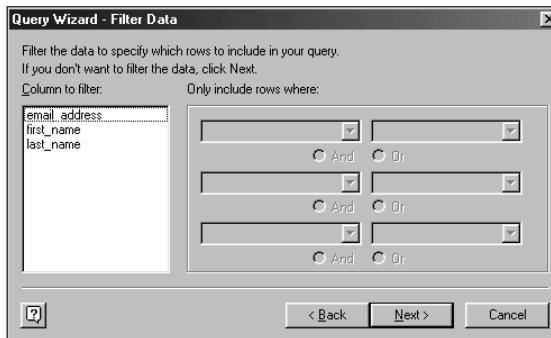 Query Wizard - Filter Data
Filter the data to specify which rows to include in your query.
If you don't want to filter the data, click Next.
Column to filter: Only include rows where:
email_address
first_name
last_name
And Or
And Or
And Or
< Back Next > Cancel